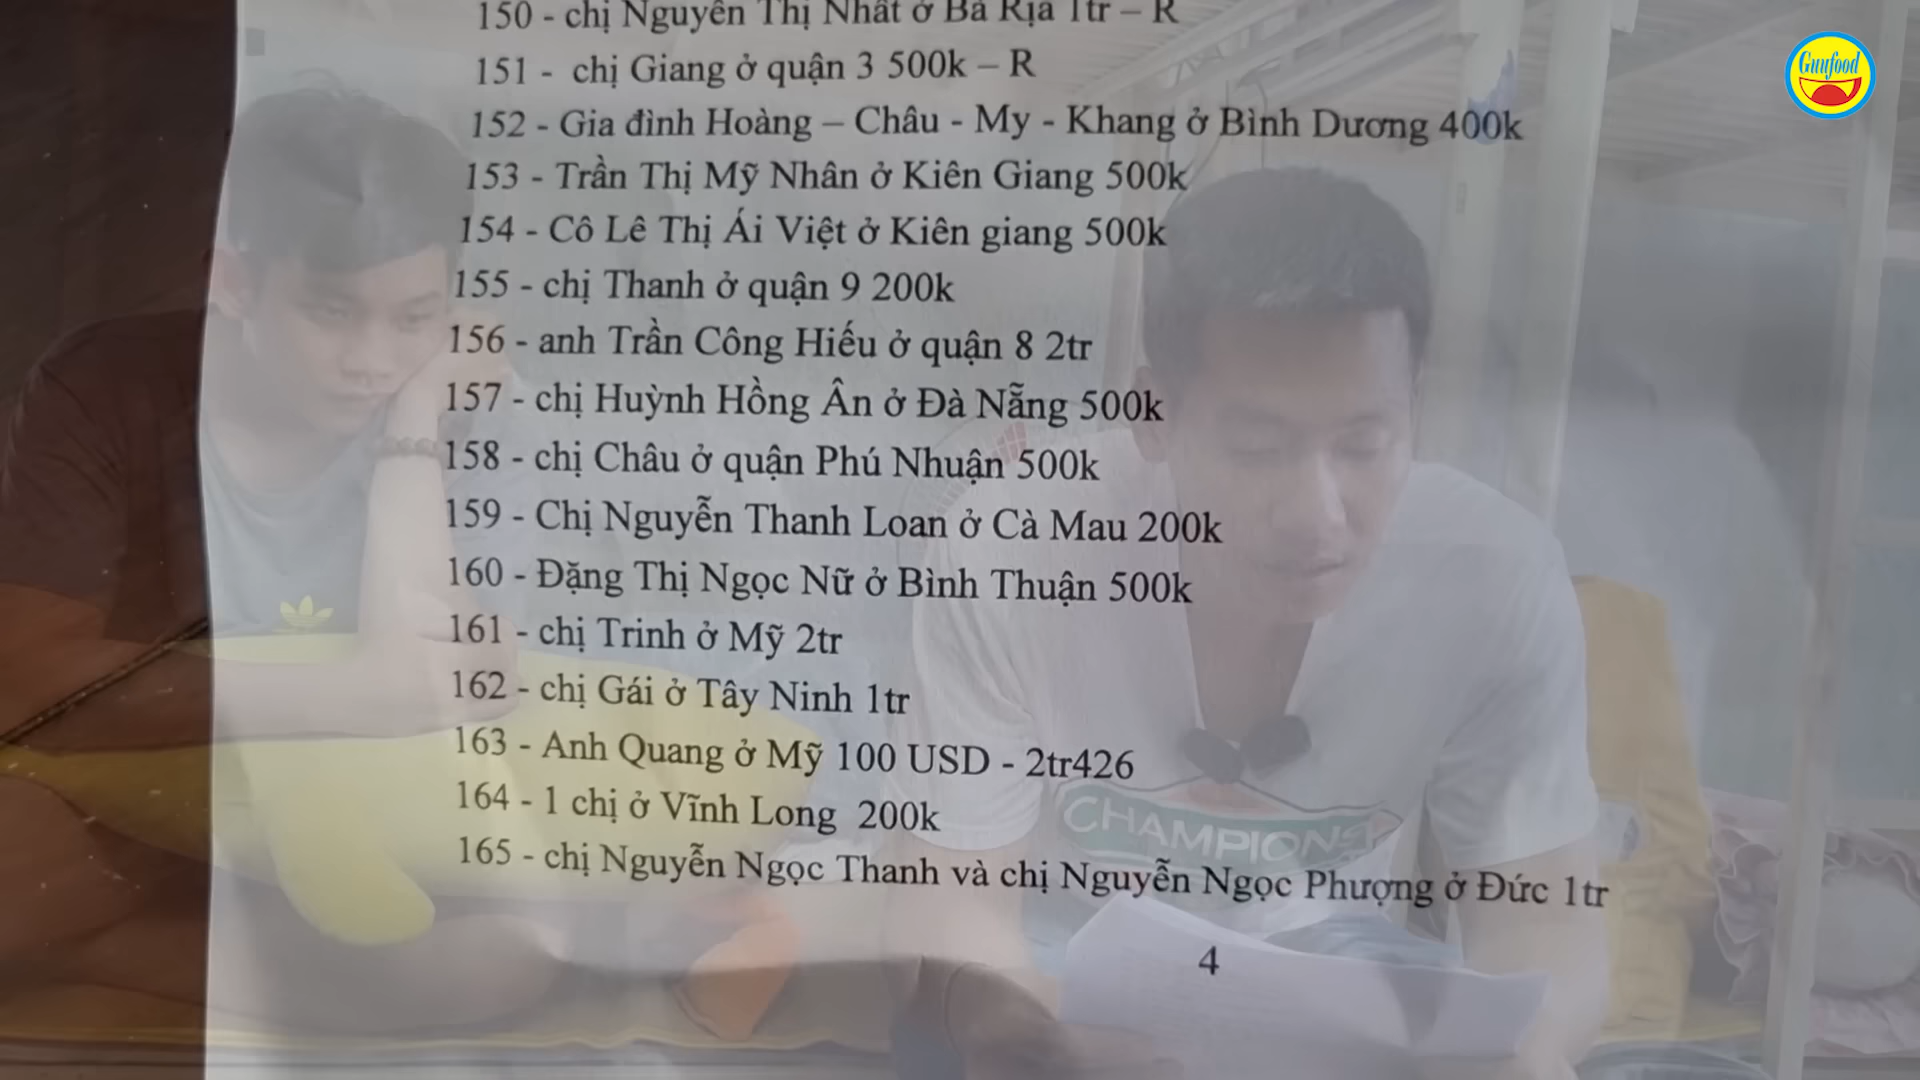 150 - chị Nguyễn Thị Nhất ở Bà Rịa 1tr – R
151 - chị Giang ở quận 3 500k – R
152 - Gia đình Hoàng – Châu - My - Khang ở Bình Dương 400k
153 - Trần Thị Mỹ Nhân ở Kiên Giang 500k
154 - Cô Lê Thị Ái Việt ở Kiên giang 500k
155 - chị Thanh ở quận 9 200k
156 - anh Trần Công Hiếu ở quận 8 2tr
157 - chị Huỳnh Hồng Ân ở Đà Nẵng 500k
158 - chị Châu ở quận Phú Nhuận 500k
159 - Chị Nguyễn Thanh Loan ở Cà Mau 200k
160 - Đặng Thị Ngọc Nữ ở Bình Thuận 500k
161 - chị Trinh ở Mỹ 2tr
162 - chị Gái ở Tây Ninh 1tr
163 - Anh Quang ở Mỹ 100 USD - 2tr426
164 - 1 chị ở Vĩnh Long 200k
165 - chị Nguyễn Ngọc Thanh và chị Nguyễn Ngọc Phượng ở Đức 1tr
4
Guufood
CHAMPIONS